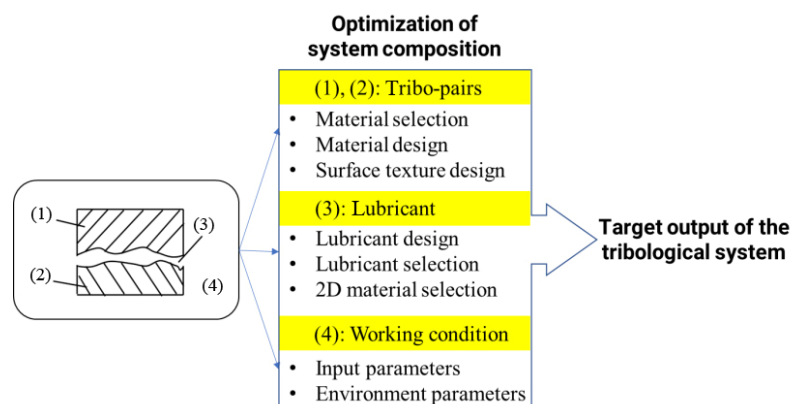 Optimization of
system composition
(1), (2): Tribo-pairs
• Material selection
• Material design
• Surface texture design
(3): Lubricant
• Lubricant design
• Lubricant selection
• 2D material selection
(4): Working condition
• Input parameters
• Environment parameters
(1)
(3)
(2)
(4)
Target output of the
tribological system